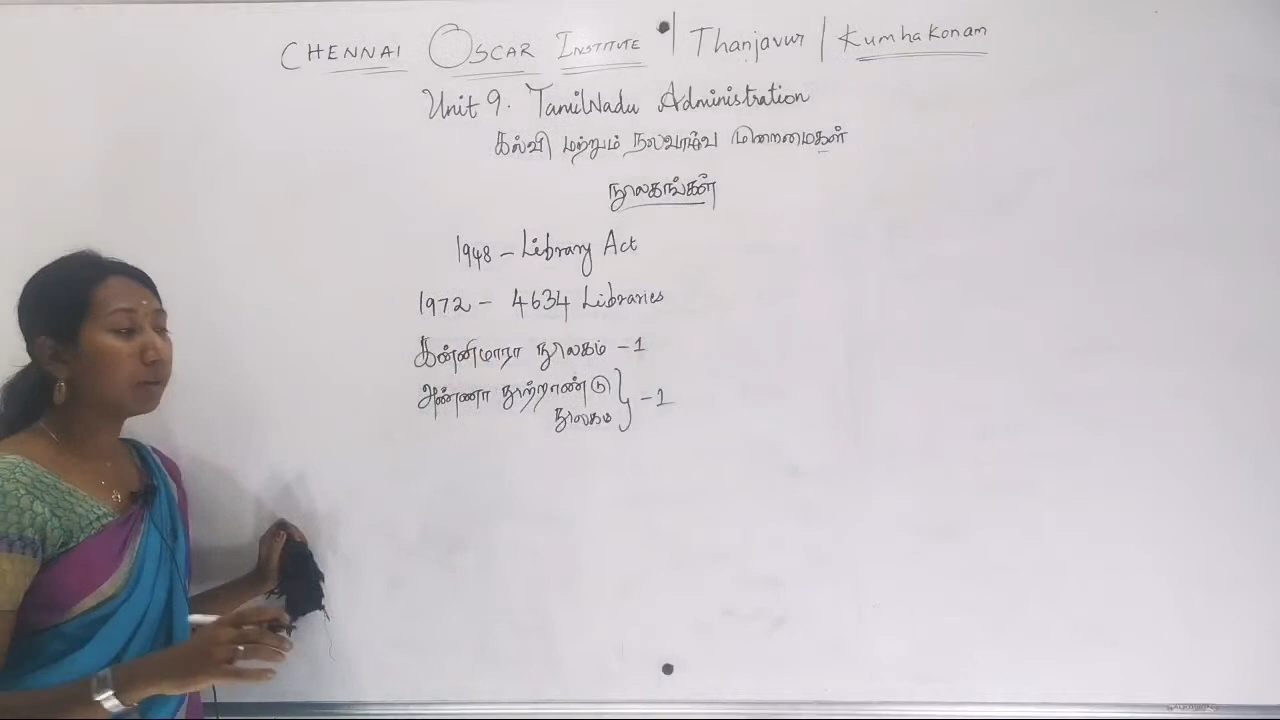 CHENNAI OSCAR INSTITUTE | Thanjavur | Kumhakonam
Unit 9. TamilNadu Administration
கல்வி மற்றும் நலவாழ்வு முறைமைகள்
நூலகங்கள்
1948 - Library Act
1972 - 4634 Libraries
கன்னிமாரா நூலகம் - 1
அண்ணா நூற்றாண்டு
நூலகம் } - 1